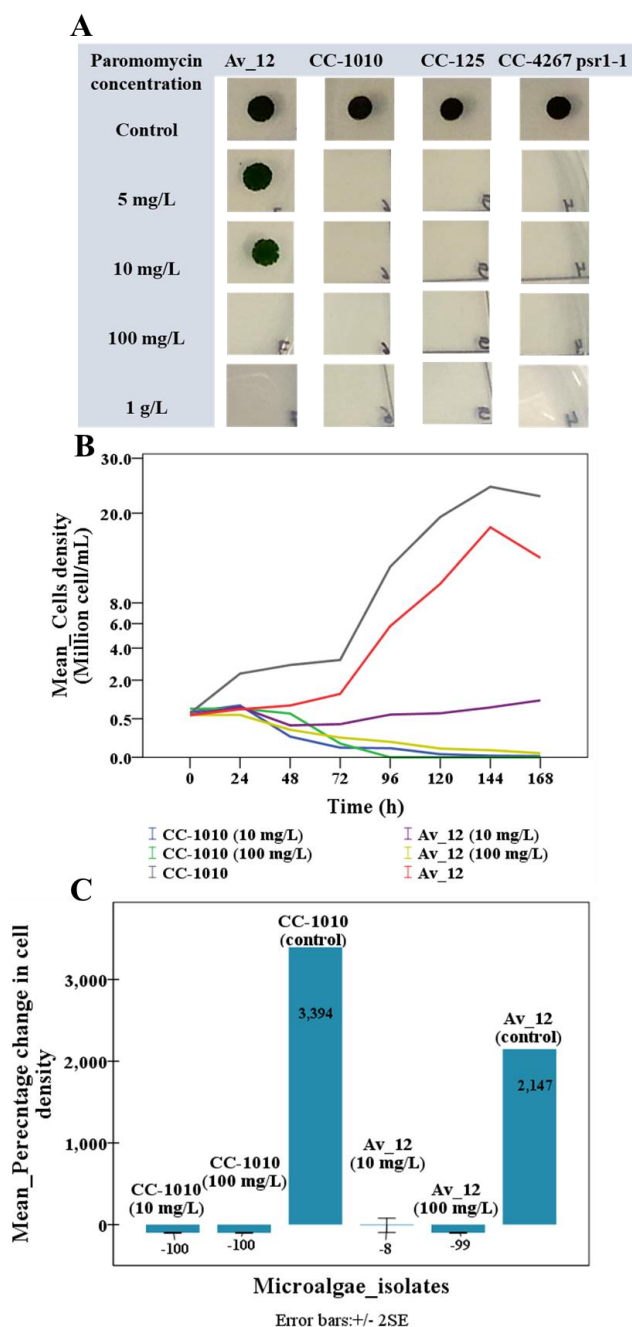 A
Paromomycin concentration
Av_12
CC-1010
CC-125
CC-4267 psr1-1
Control
5 mg/L
10 mg/L
100 mg/L
1 g/L
B
Mean_ Cells density
(Million cell/mL)
30.0
20.0
8.0
6.0
4.0
2.0
0.5
0.0
0
24
48
72
96
120
144
168
Time (h)
CC-1010 (10 mg/L)
CC-1010 (100 mg/L)
CC-1010
Av_12 (10 mg/L)
Av_12 (100 mg/L)
Av_12
C
Mean_Perecntage change in cell
density
3,000
2,000
1,000
0
CC-1010
(10 mg/L)
-100
CC-1010
(100 mg/L)
-100
CC-1010
(control)
3,394
Av_12
(10 mg/L)
-8
Av_12
(100 mg/L)
-99
Av_12
(control)
2,147
Microalgae_isolates
Error bars:+/- 2SE